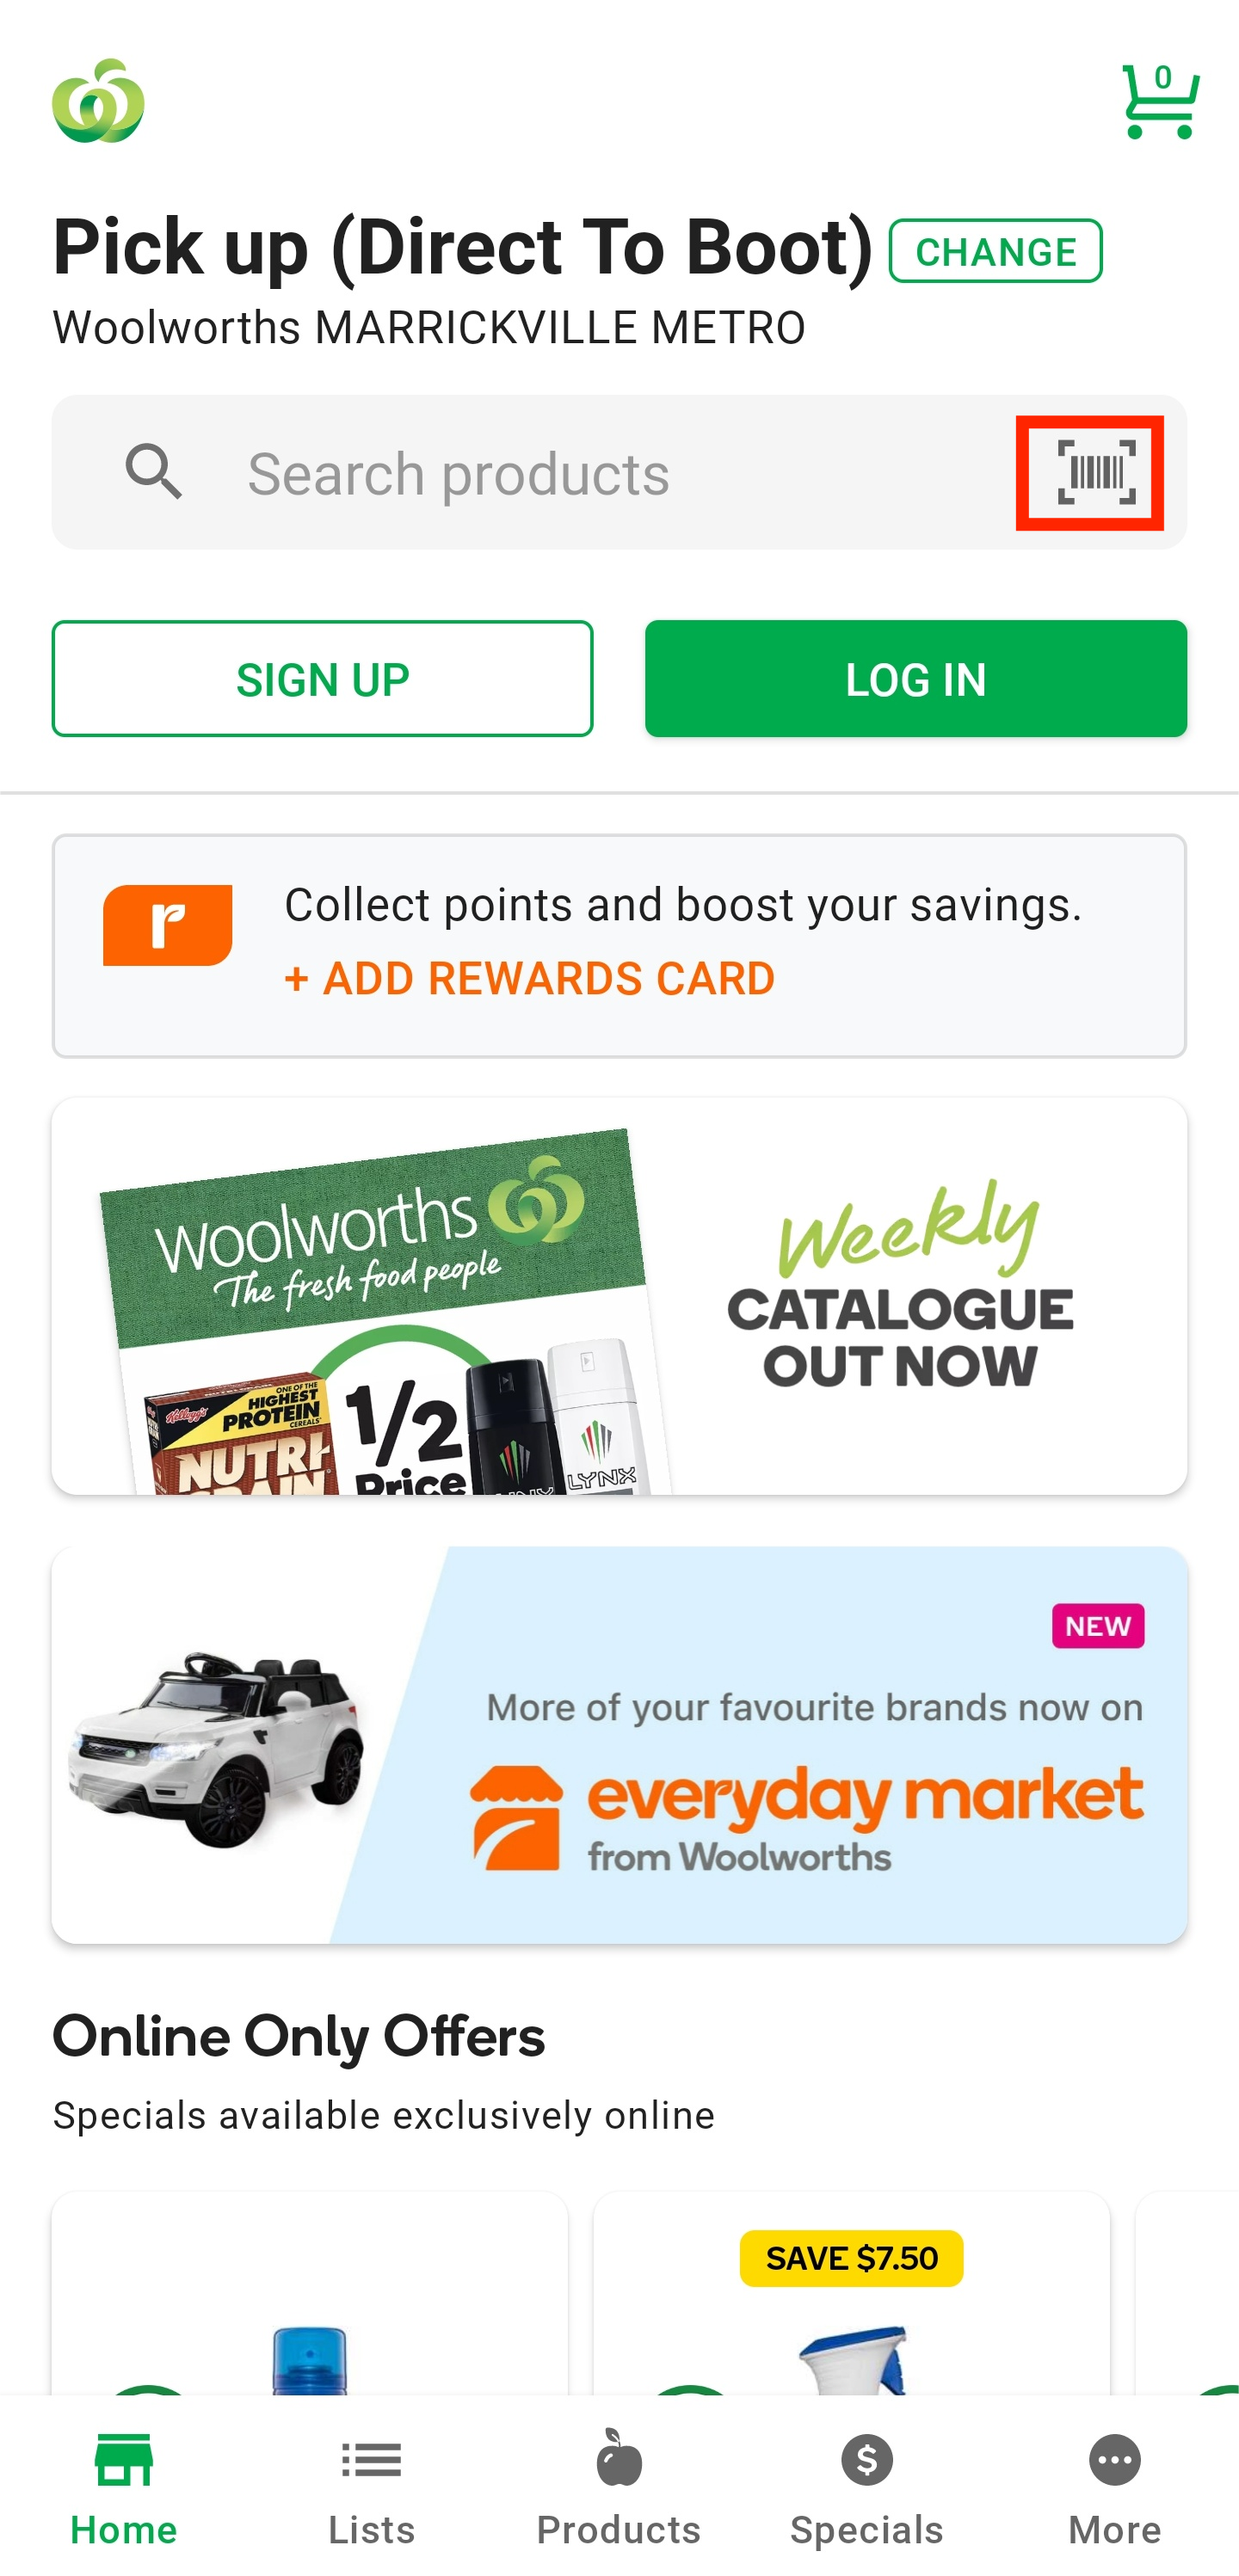 0
Pick up (Direct To Boot) CHANGE
Woolworths MARRICKVILLE METRO
Search products
SIGN UP LOG IN
r
Collect points and boost your savings.
+ ADD REWARDS CARD
Woolworths
The fresh food people
Kellogg's
ONE OF THE
HIGHEST
PROTEIN
CEREALS
NUTRI-
GRAIN
1/2
Price
LYNX
LYNX
Weekly
CATALOGUE
OUT NOW
NEW
More of your favourite brands now on
everyday market
from Woolworths
Online Only Offers
Specials available exclusively online
SAVE $7.50
Home Lists Products Specials More